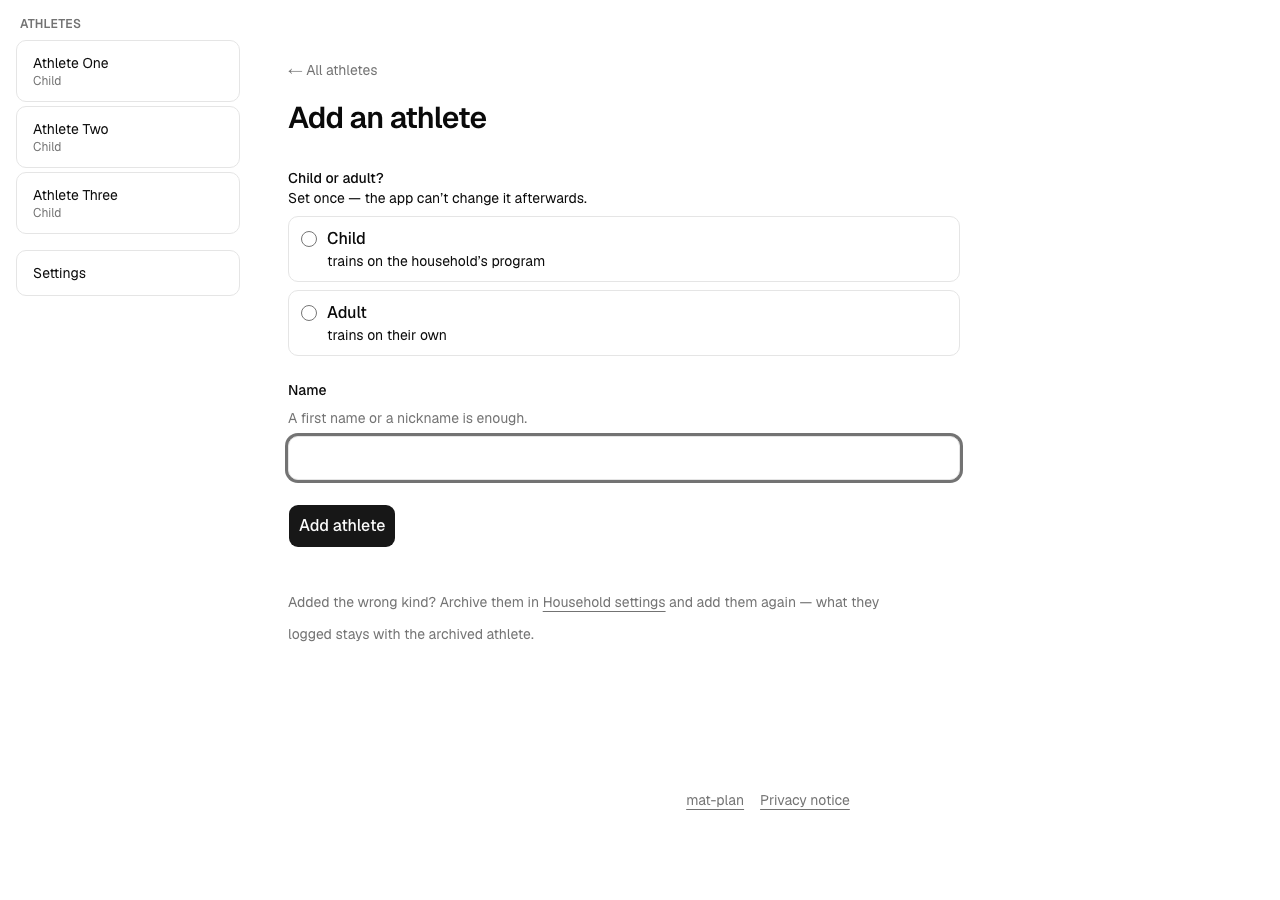 ATHLETES
Athlete One
Child
Athlete Two
Child
Athlete Three
Child
Settings
← All athletes
Add an athlete
Child or adult?
Set once — the app can’t change it afterwards.
Child
trains on the household’s program
Adult
trains on their own
Name
A first name or a nickname is enough.
Add athlete
Added the wrong kind? Archive them in Household settings and add them again — what they
logged stays with the archived athlete.
mat-plan Privacy notice